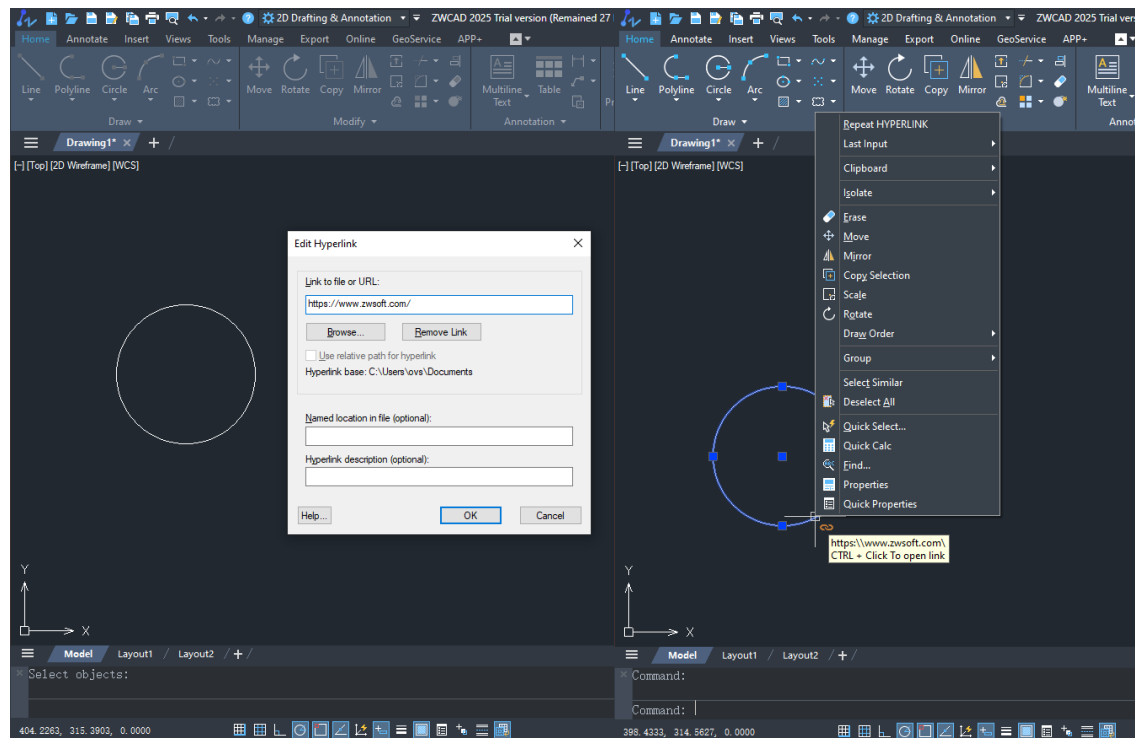 2D Drafting & Annotation ZWCAD 2025 Trial version (Remained 27
Home Annotate Insert Views Tools Manage Export Online GeoService APP+
Line Polyline Circle Arc Move Rotate Copy Mirror Multiline Text Table
Draw Modify Annotation
Drawing1*
[-] [Top] [2D Wireframe] [WCS]
Edit Hyperlink
Link to file or URL:
https://www.zwsoft.com/
Browse... Remove Link
Use relative path for hyperlink
Hyperlink base: C:\Users\ovs\Documents
Named location in file (optional):
Hyperlink description (optional):
Help... OK Cancel
Y
X
Model Layout1 Layout2
Select objects:
404.2263, 315.3903, 0.0000
2D Drafting & Annotation ZWCAD 2025 Trial vers
Home Annotate Insert Views Tools Manage Export Online GeoService APP+
Line Polyline Circle Arc Move Rotate Copy Mirror Multiline Text
Draw Annot
Drawing1*
[-] [Top] [2D Wireframe] [WCS]
Repeat HYPERLINK
Last Input
Clipboard
Isolate
Erase
Move
Mirror
Copy Selection
Scale
Rotate
Draw Order
Group
Select Similar
Deselect All
Quick Select...
Quick Calc
Find...
Properties
Quick Properties
https:\\www.zwsoft.com\
CTRL + Click To open link
Y
X
Model Layout1 Layout2
Command:
Command:
398.4333, 314.5627, 0.0000